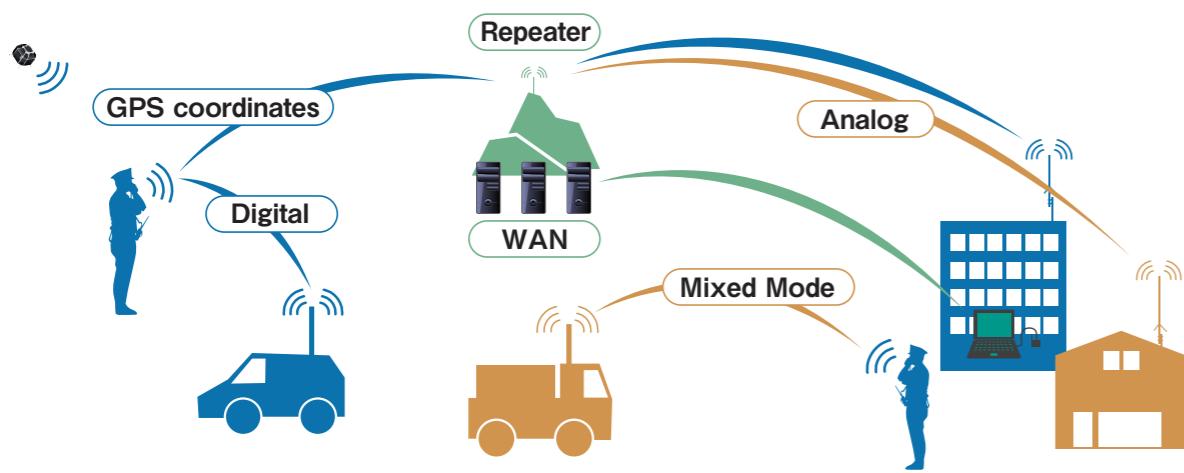 Repeater
GPS coordinates
Analog
Digital
WAN
Mixed Mode